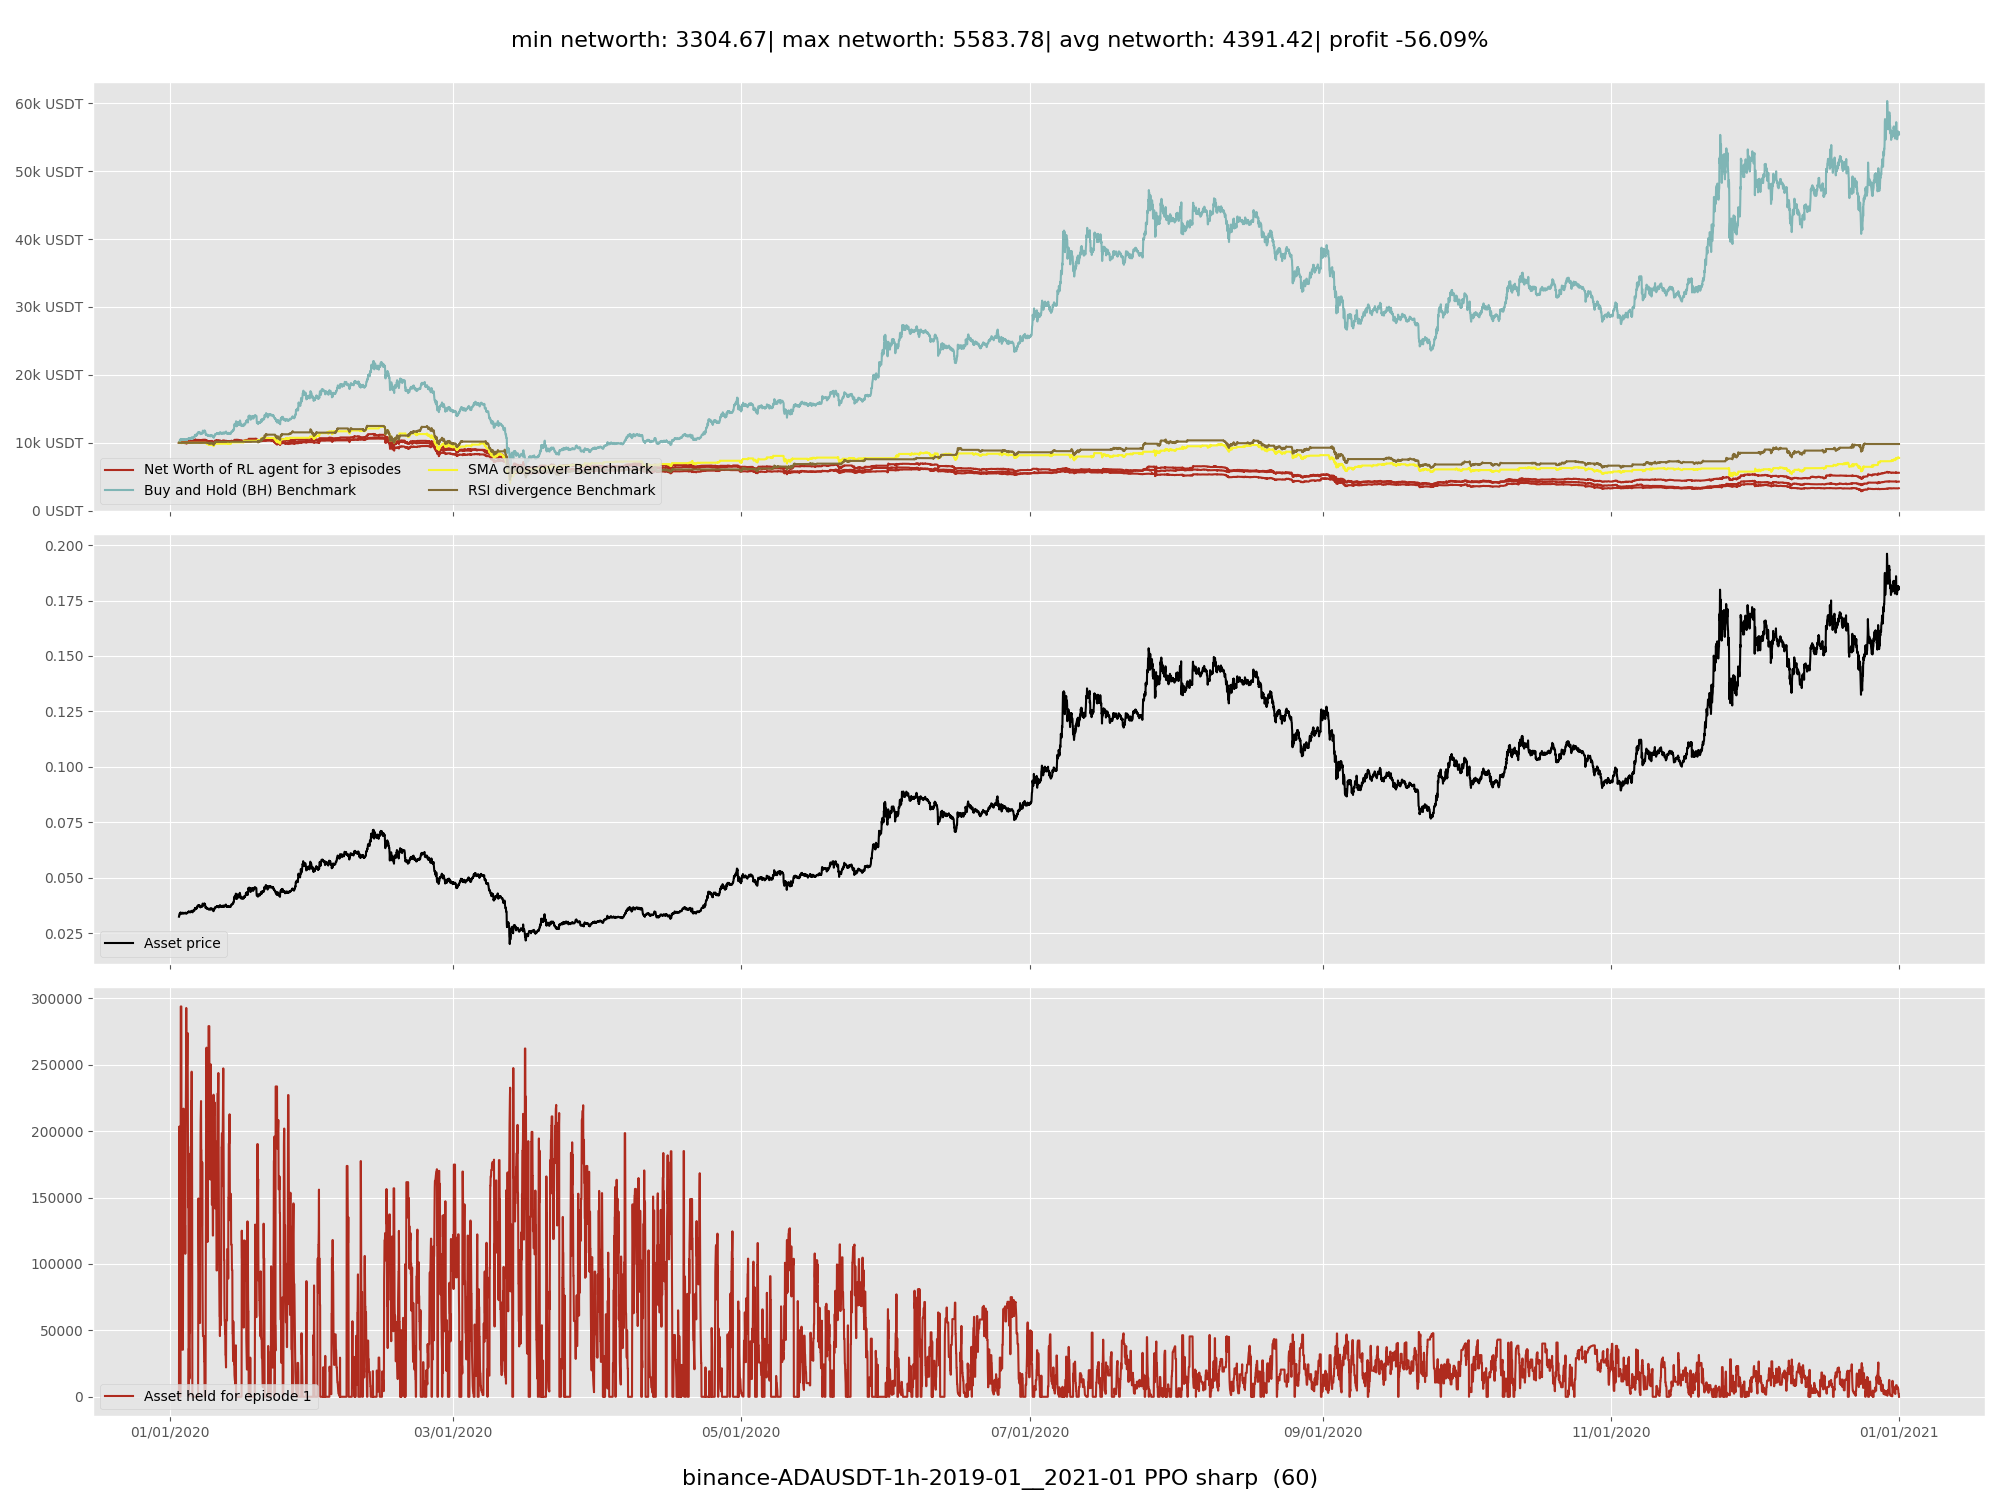 min networth: 3304.67| max networth: 5583.78| avg networth: 4391.42| profit -56.09%
60k USDT
50k USDT
40k USDT
30k USDT
20k USDT
10k USDT
0 USDT
Net Worth of RL agent for 3 episodes
Buy and Hold (BH) Benchmark
SMA crossover Benchmark
RSI divergence Benchmark
0.200
0.175
0.150
0.125
0.100
0.075
0.050
0.025
Asset price
300000
250000
200000
150000
100000
50000
0
Asset held for episode 1
01/01/2020
03/01/2020
05/01/2020
07/01/2020
09/01/2020
11/01/2020
01/01/2021
binance-ADAUSDT-1h-2019-01__2021-01 PPO sharp (60)